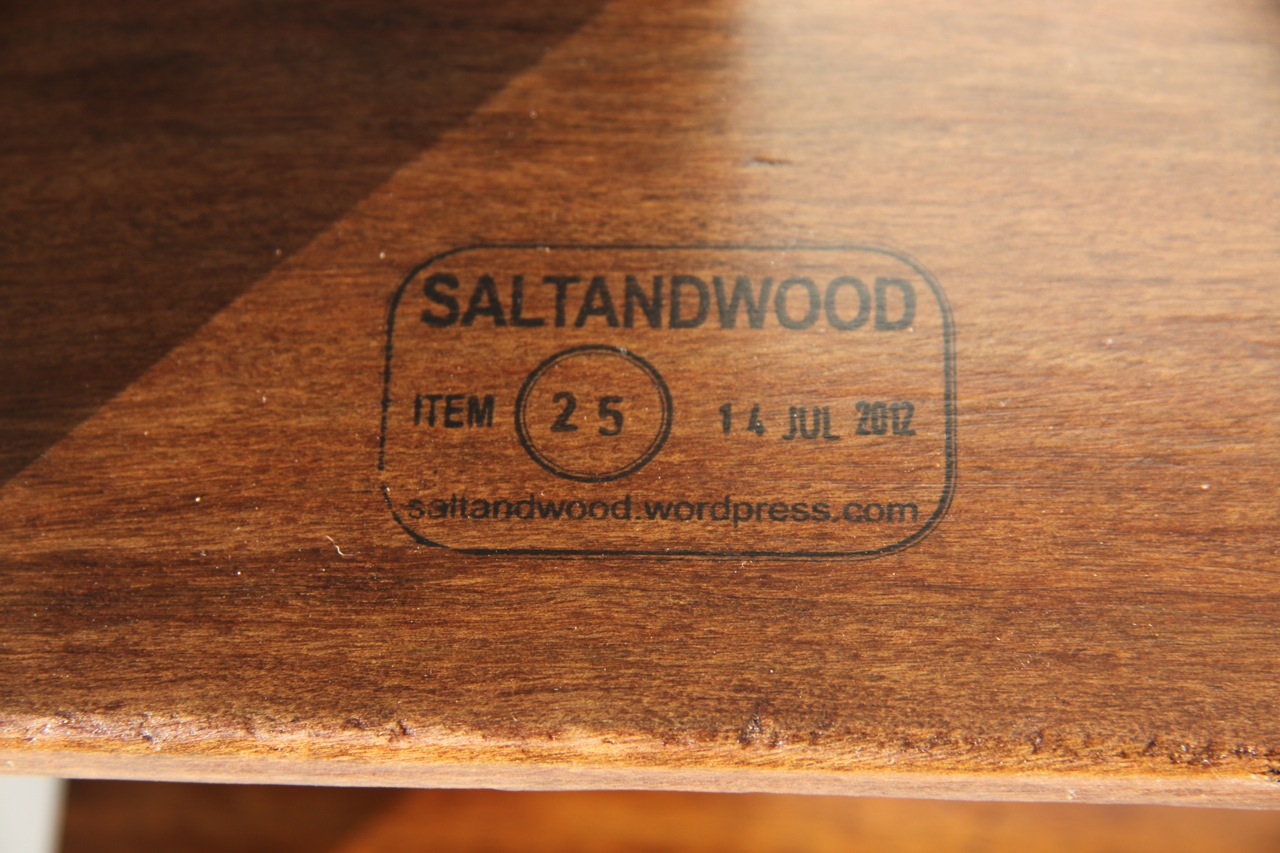 SALTANDWOOD
ITEM 25 14 JUL 2012
saltandwood.wordpress.com